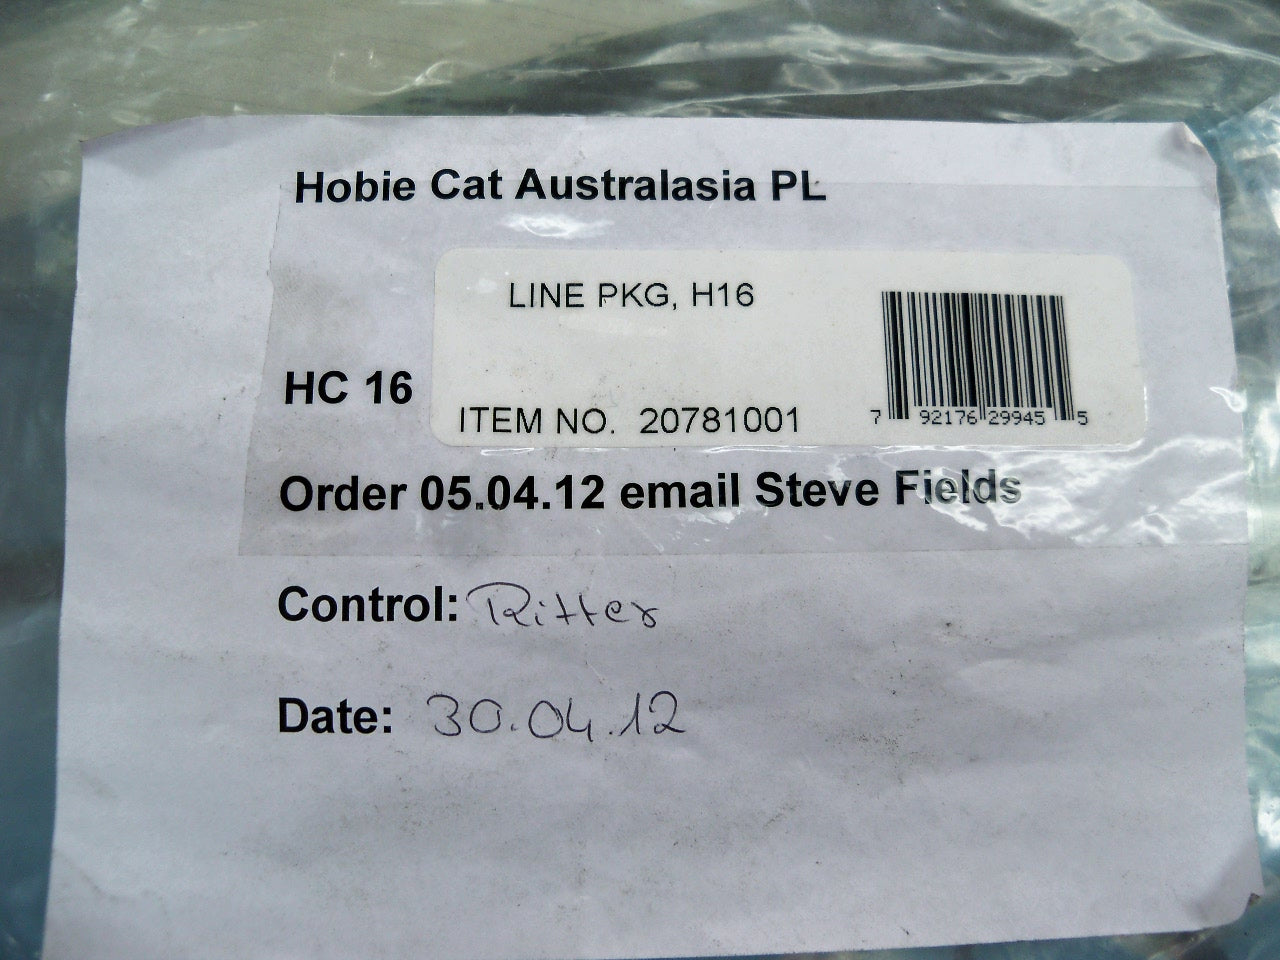 Hobie Cat Australasia PL
LINE PKG, H16
HC 16
ITEM NO. 20781001
7 92176 29945 5
Order 05.04.12 email Steve Fields
Control: Ritter
Date: 30.04.12